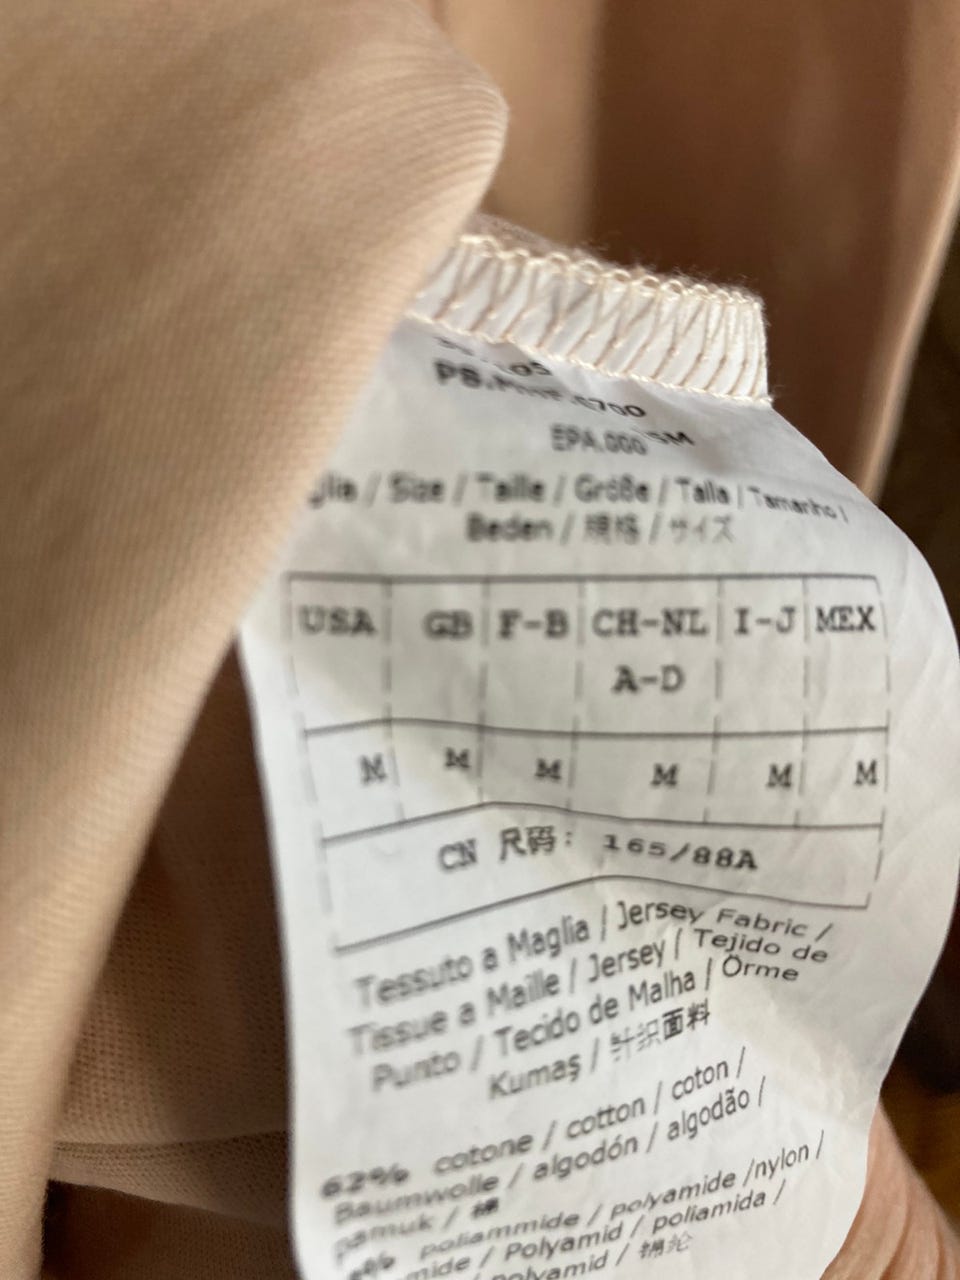 EPA.000
Size / Taille / Größe / Talla / Tamanho /
Beden / 規格 / サイズ
USA GB F-B CH-NL I-J MEX
A-D
M M M M M M
CN 尺码: 165/88A
Tessuto a Maglia / Jersey Fabric /
Tissue a Maille / Jersey / Tejido de
Punto / Tecido de Malha / Örme
Kumaş / 针织面料
62% cotone / cotton / coton /
Baumwolle / algodón / algodão /
pamuk / 棉
poliammide / polyamide /nylon /
Polyamid / poliamida /
polyamid / 锦纶